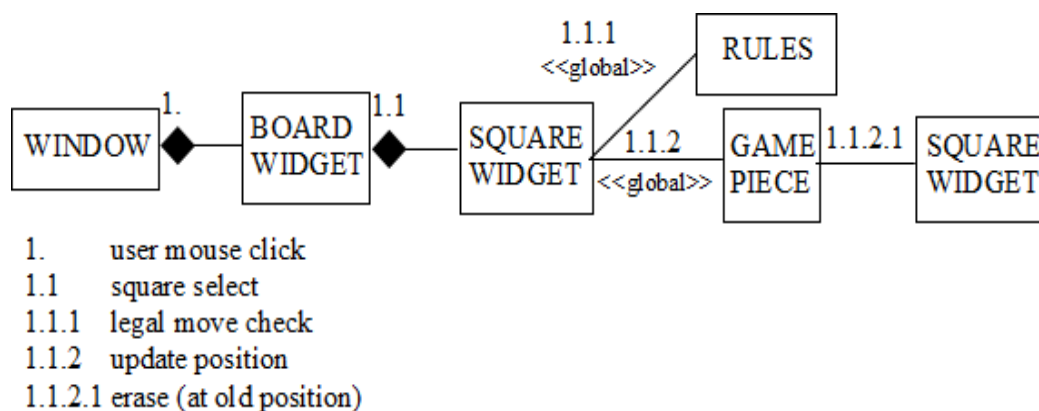 1.1.1
<<global>>
RULES
1.
WINDOW
BOARD
WIDGET
1.1
SQUARE
WIDGET
1.1.2
<<global>>
GAME
PIECE
1.1.2.1
SQUARE
WIDGET
1. user mouse click
1.1 square select
1.1.1 legal move check
1.1.2 update position
1.1.2.1 erase (at old position)